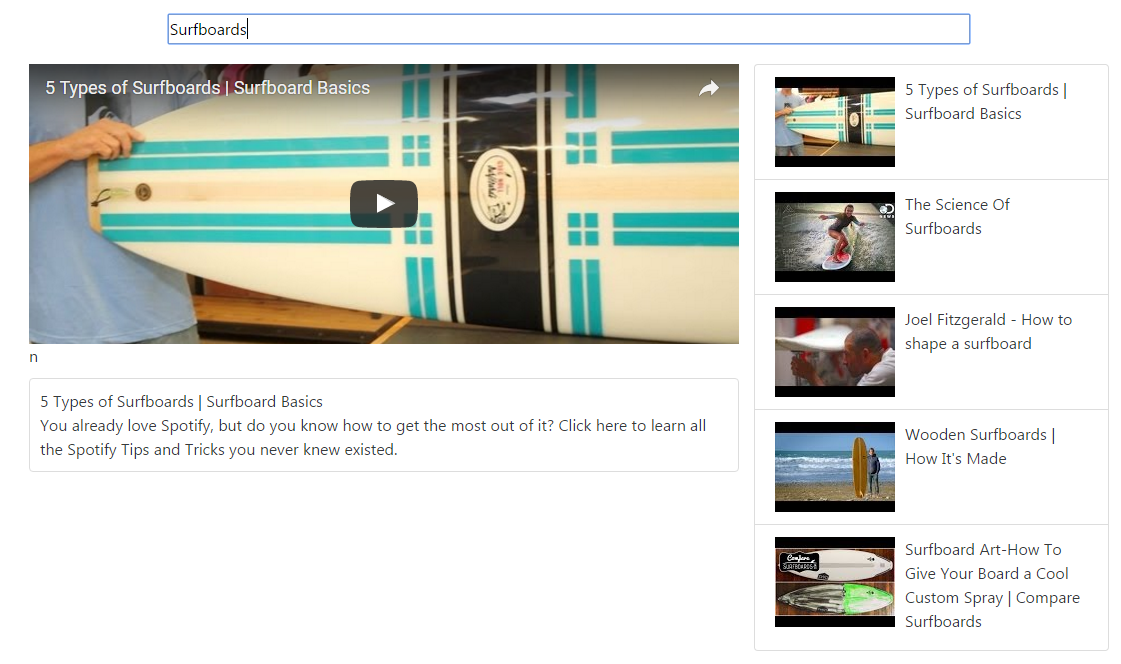 Surfboards
5 Types of Surfboards | Surfboard Basics
n
5 Types of Surfboards | Surfboard Basics
You already love Spotify, but do you know how to get the most out of it? Click here to learn all
the Spotify Tips and Tricks you never knew existed.
5 Types of Surfboards |
Surfboard Basics
The Science Of
Surfboards
NEWS
Joel Fitzgerald - How to
shape a surfboard
Wooden Surfboards |
How It's Made
Compare
SURFBOARDS
Surfboard Art-How To
Give Your Board a Cool
Custom Spray | Compare
Surfboards